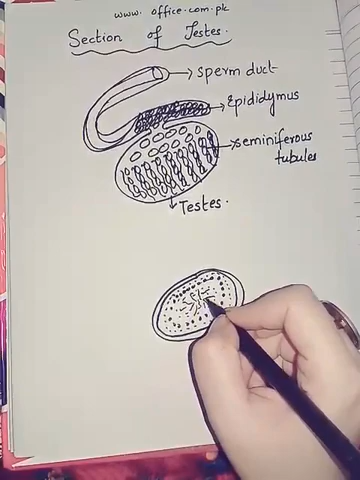 www. office.com.pk
Section of Testes.
sperm duct
Epididymus
seminiferous
tubules
Testes.